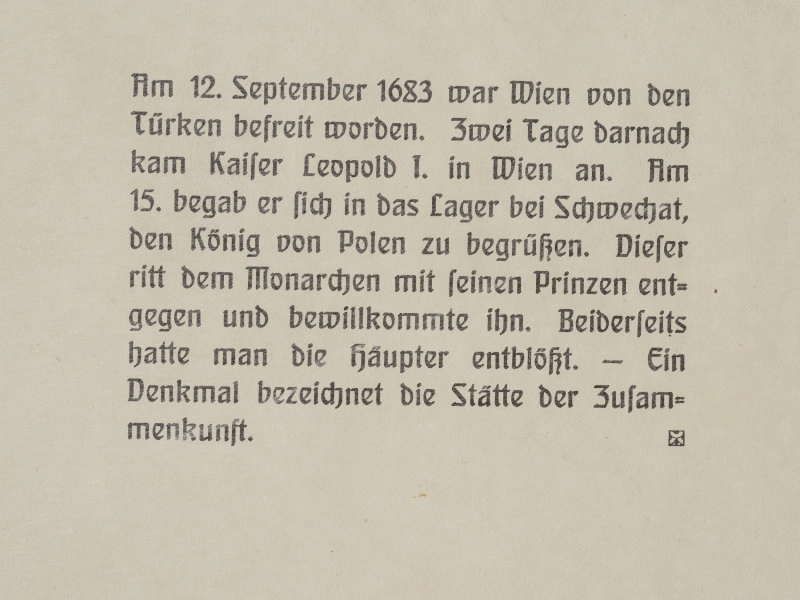 Am 12. September 1683 war Wien von den
Türken befreit worden. Zwei Tage darnach
kam Kaiſer Leopold I. in Wien an. Am
15. begab er ſich in das Lager bei Schwechat,
den König von Polen zu begrüßen. Dieſer
ritt dem Monarchen mit ſeinen Prinzen ent=
gegen und bewillkommte ihn. Beiderſeits
hatte man die Häupter entblößt. — Ein
Denkmal bezeichnet die Stätte der Zuſam=
menkunft.